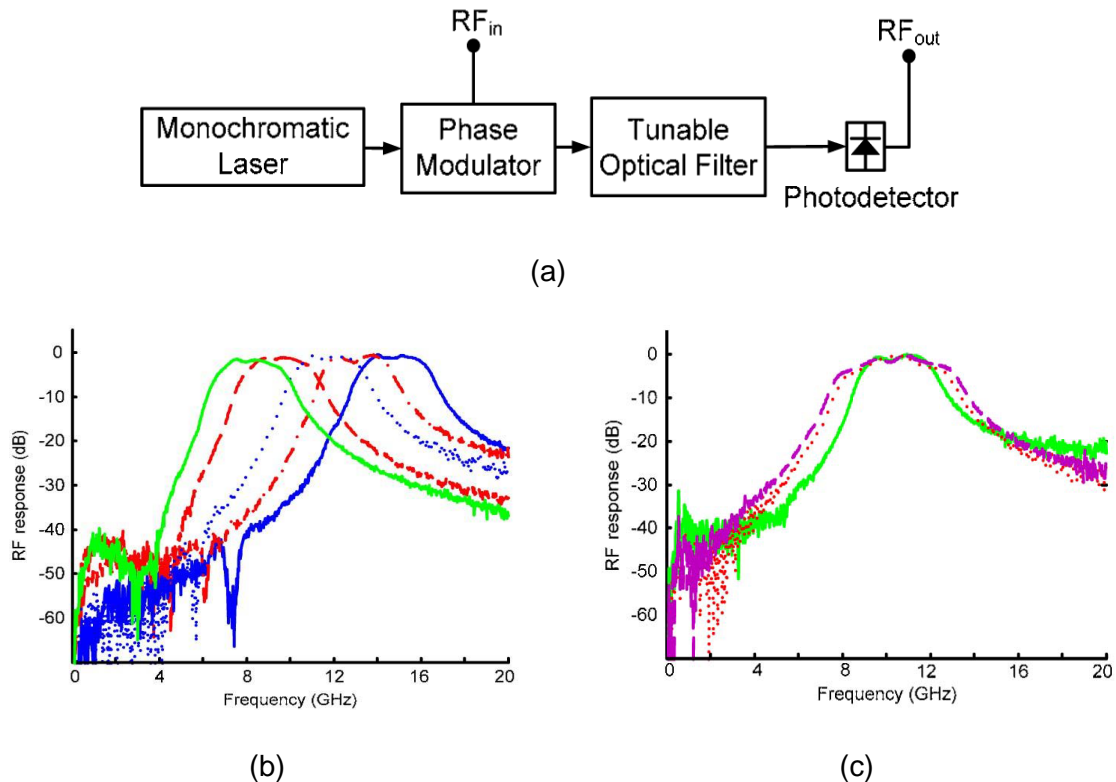 RFin
RFout
Monochromatic
Laser
Phase
Modulator
Tunable
Optical Filter
Photodetector
(a)
RF response (dB)
0
-10
-20
-30
-40
-50
-60
0 4 8 12 16 20
Frequency (GHz)
(b)
RF response (dB)
0
-10
-20
-30
-40
-50
-60
0 4 8 12 16 20
Frequency (GHz)
(c)